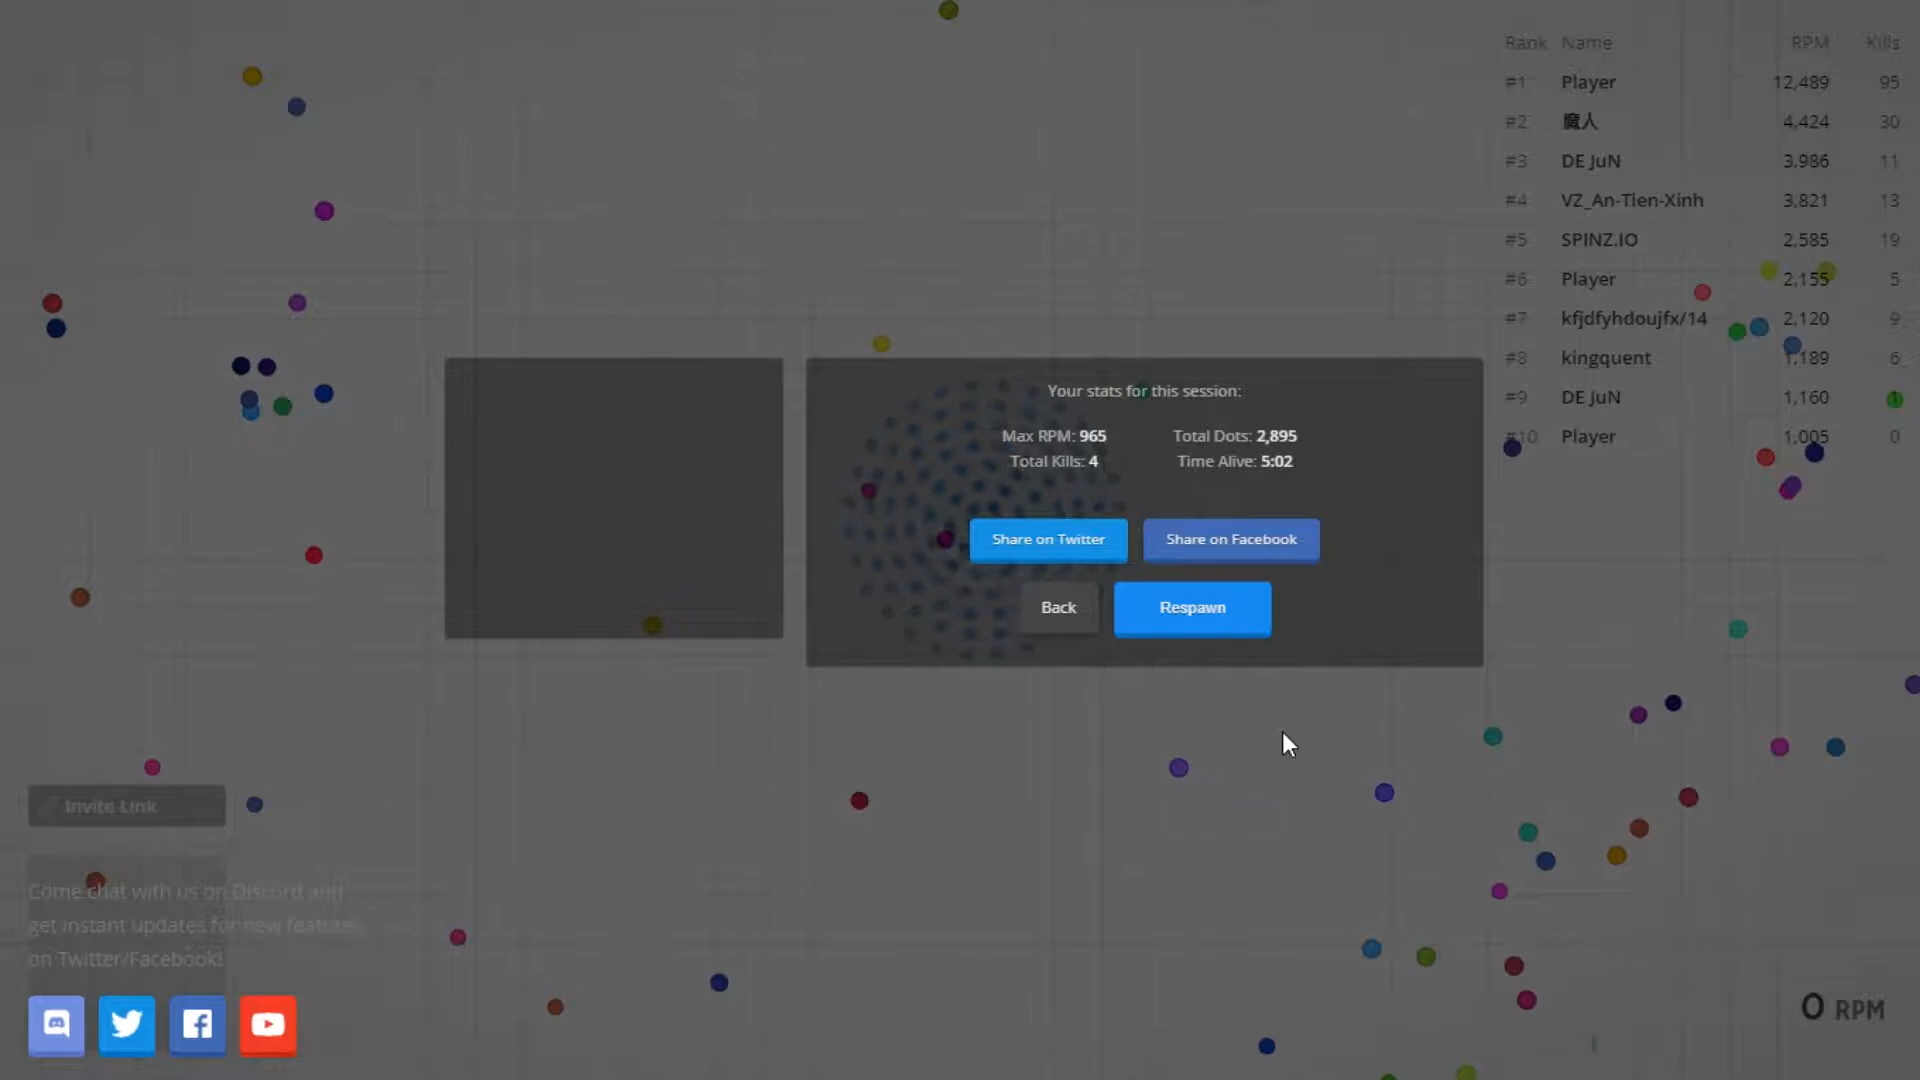 Rank Name RPM Kills
#1 Player 12,489 95
#2 魔人 4,424 30
#3 DE JuN 3,986 11
#4 VZ_An-Tien-Xinh 3,821 13
#5 SPINZ.IO 2,585 19
#6 Player 2,155 5
#7 kfjdfyhdoujfx/14 2,120 9
#8 kingquent 1,189 6
#9 DE JuN 1,160
#10 Player 1,005 0
Your stats for this session:
Max RPM: 965 Total Dots: 2,895
Total Kills: 4 Time Alive: 5:02
Share on Twitter Share on Facebook
Back Respawn
Invite Link
Come chat with us on Discord and
get instant updates for new
on Twitter/Facebook!
0 RPM